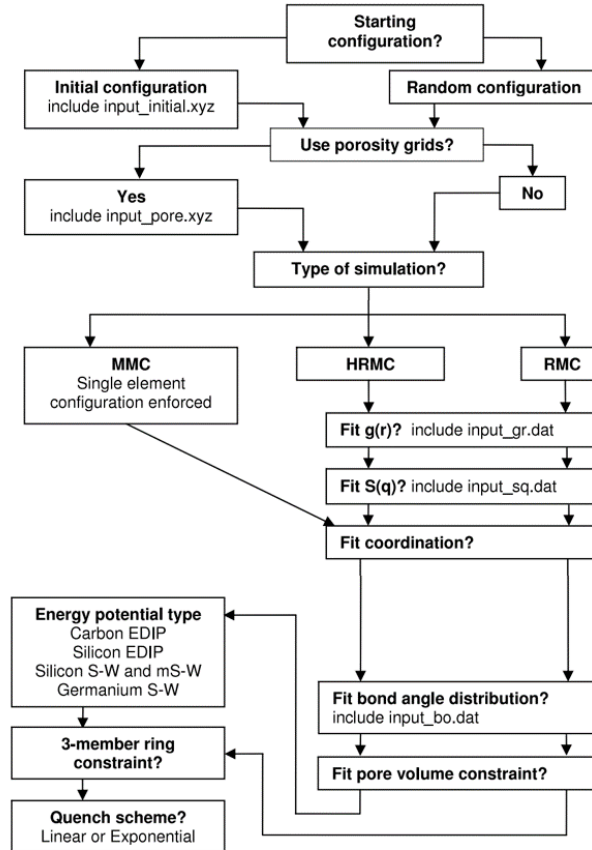 Starting
configuration?
Initial configuration
include input_initial.xyz
Random configuration
Use porosity grids?
Yes
include input_pore.xyz
No
Type of simulation?
MMC
Single element
configuration enforced
HRMC
RMC
Fit g(r)? include input_gr.dat
Fit S(q)? include input_sq.dat
Fit coordination?
Energy potential type
Carbon EDIP
Silicon EDIP
Silicon S-W and mS-W
Germanium S-W
Fit bond angle distribution?
include input_bo.dat
3-member ring
constraint?
Fit pore volume constraint?
Quench scheme?
Linear or Exponential